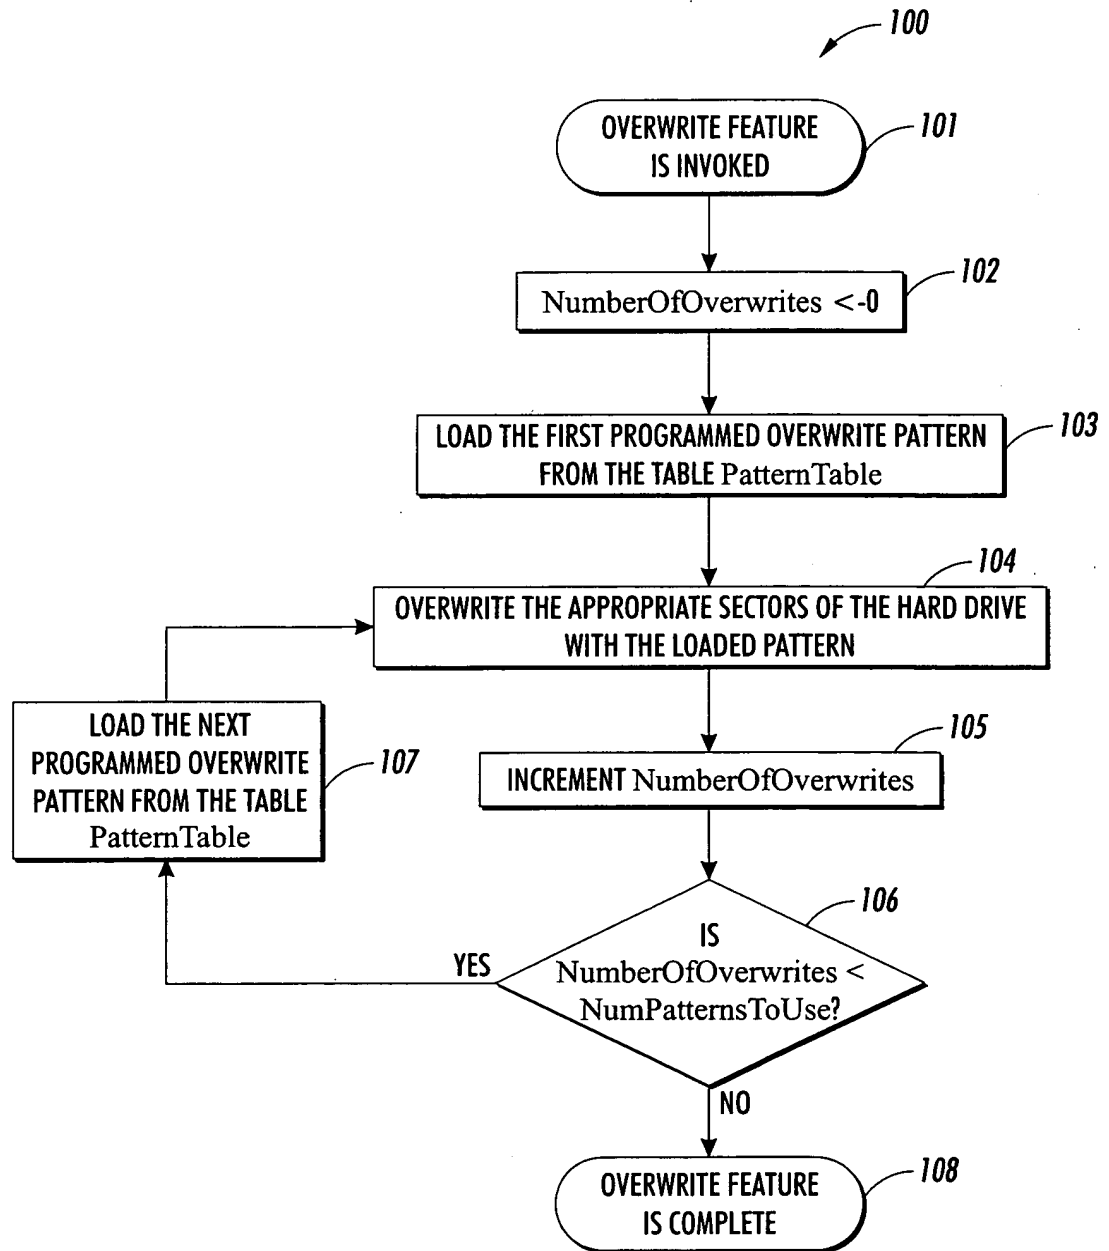 100
OVERWRITE FEATURE
IS INVOKED
101
NumberOfOverwrites <-0
102
LOAD THE FIRST PROGRAMMED OVERWRITE PATTERN
FROM THE TABLE PatternTable
103
OVERWRITE THE APPROPRIATE SECTORS OF THE HARD DRIVE
WITH THE LOADED PATTERN
104
INCREMENT NumberOfOverwrites
105
IS
NumberOfOverwrites <
NumPatternsToUse?
106
YES
LOAD THE NEXT
PROGRAMMED OVERWRITE
PATTERN FROM THE TABLE
PatternTable
107
NO
OVERWRITE FEATURE
IS COMPLETE
108